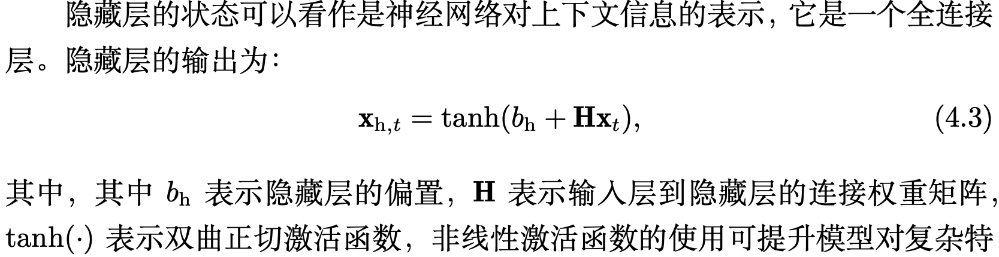 隐藏层的状态可以看作是神经网络对上下文信息的表示，它是一个全连接
层。隐藏层的输出为：
𝐱_{h,t} = tanh(b_h + 𝐇𝐱_t), (4.3)
其中，其中 b_h 表示隐藏层的偏置，𝐇 表示输入层到隐藏层的连接权重矩阵，
tanh(·) 表示双曲正切激活函数，非线性激活函数的使用可提升模型对复杂特